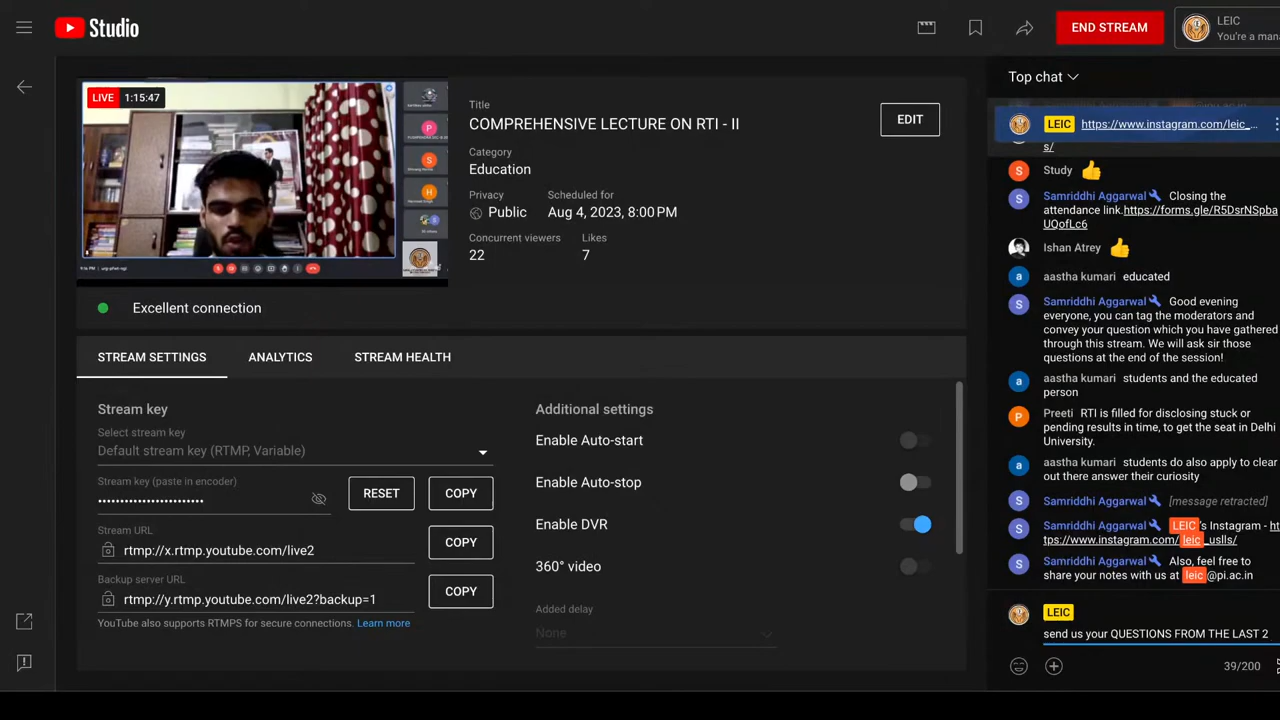 Studio
END STREAM
LEIC
You're a mana
LIVE 1:15:47
Title
COMPREHENSIVE LECTURE ON RTI - II
EDIT
Category
Education
Privacy
Public
Scheduled for
Aug 4, 2023, 8:00 PM
Concurrent viewers
22
Likes
7
Excellent connection
STREAM SETTINGS
ANALYTICS
STREAM HEALTH
Stream key
Select stream key
Default stream key (RTMP, Variable)
Stream key (paste in encoder)
••••••••••••••••••••••••
RESET
COPY
Stream URL
rtmp://x.rtmp.youtube.com/live2
COPY
Backup server URL
rtmp://y.rtmp.youtube.com/live2?backup=1
COPY
YouTube also supports RTMPS for secure connections. Learn more
Additional settings
Enable Auto-start
Enable Auto-stop
Enable DVR
360° video
Added delay
None
Top chat
LEIC https://www.instagram.com/leic_...
s/
Study 👍
Samriddhi Aggarwal Closing the
attendance link.https://forms.gle/R5DsrNSpba
UQofLc6
Ishan Atrey 👍
a aastha kumari educated
S Samriddhi Aggarwal Good evening
everyone, you can tag the moderators and
convey your question which you have gathered
through this stream. We will ask sir those
questions at the end of the session!
a aastha kumari students and the educated
person
P Preeti RTI is filled for disclosing stuck or
pending results in time, to get the seat in Delhi
University.
a aastha kumari students do also apply to clear
out there answer their curiosity
S Samriddhi Aggarwal [message retracted]
S Samriddhi Aggarwal LEIC's Instagram - ht
tps://www.instagram.com/leic_uslls/
S Samriddhi Aggarwal Also, feel free to
share your notes with us at leic@pi.ac.in
LEIC
send us your QUESTIONS FROM THE LAST 2
39/200